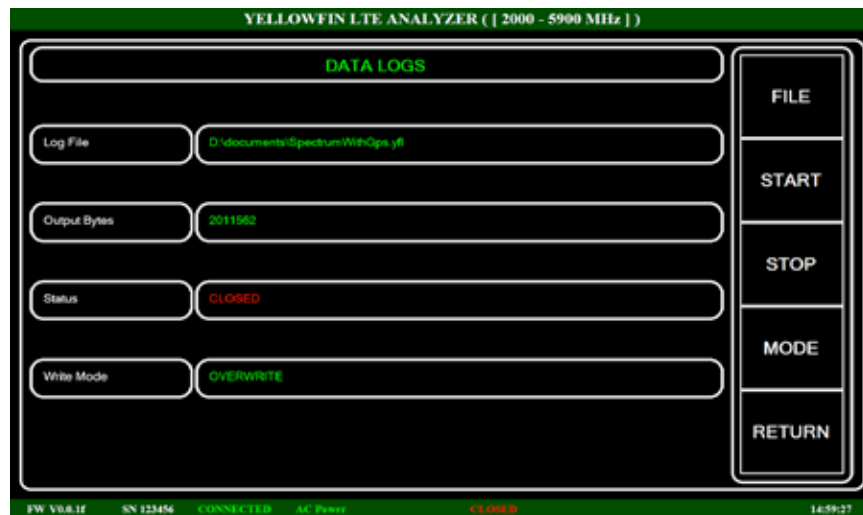 YELLOWFIN LTE ANALYZER ( [ 2000 - 5900 MHz ] )
DATA LOGS
FILE
Log File D:\documents\SpectrumWithGps.yfl
START
Output Bytes 2011562
STOP
Status CLOSED
MODE
Write Mode OVERWRITE
RETURN
FW V0.0.1f SN 123456 CONNECTED AC Power CLOSED 14:59:27